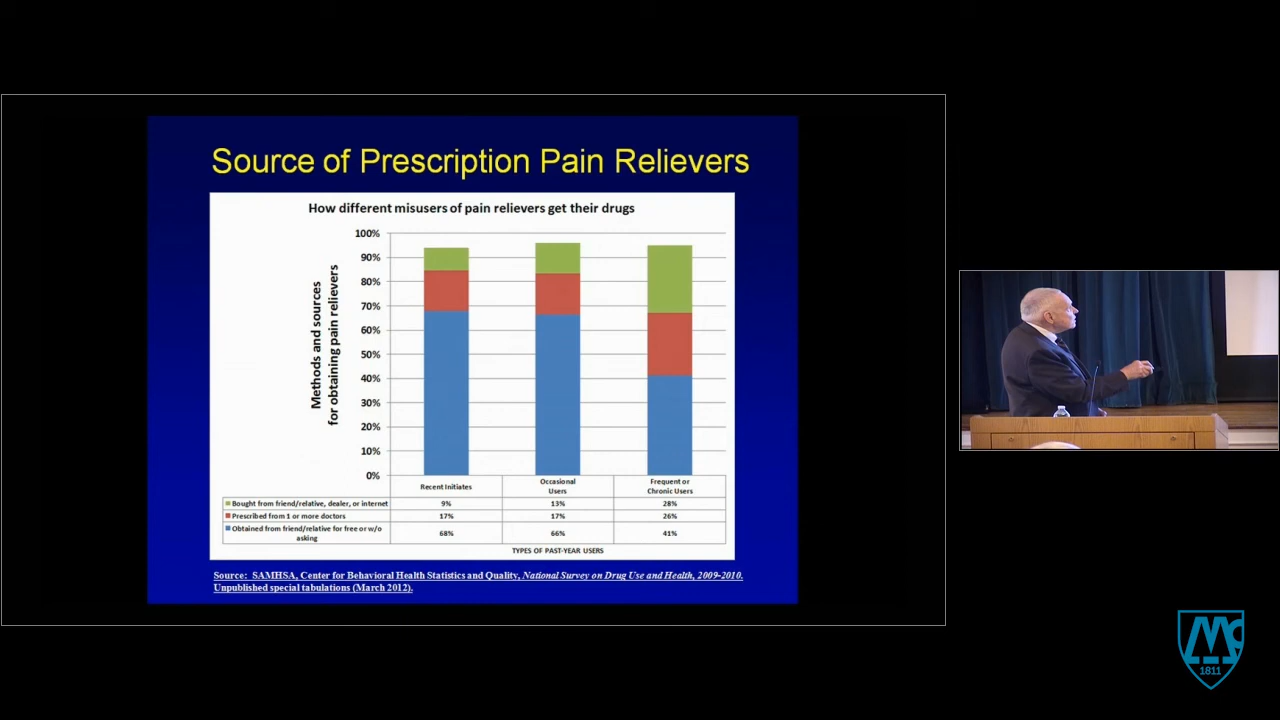 Source of Prescription Pain Relievers
How different misusers of pain relievers get their drugs
Methods and sources
for obtaining pain relievers
100%
90%
80%
70%
60%
50%
40%
30%
20%
10%
0%
Recent Initiates
Occasional
Users
Frequent or
Chronic Users
Bought from friend/relative, dealer, or internet 9% 13% 28%
Prescribed from 1 or more doctors 17% 17% 26%
Obtained from friend/relative for free or w/o
asking
68% 66% 41%
TYPES OF PAST-YEAR USERS
Source: SAMHSA, Center for Behavioral Health Statistics and Quality, National Survey on Drug Use and Health, 2009-2010.
Unpublished special tabulations (March 2012).
1811